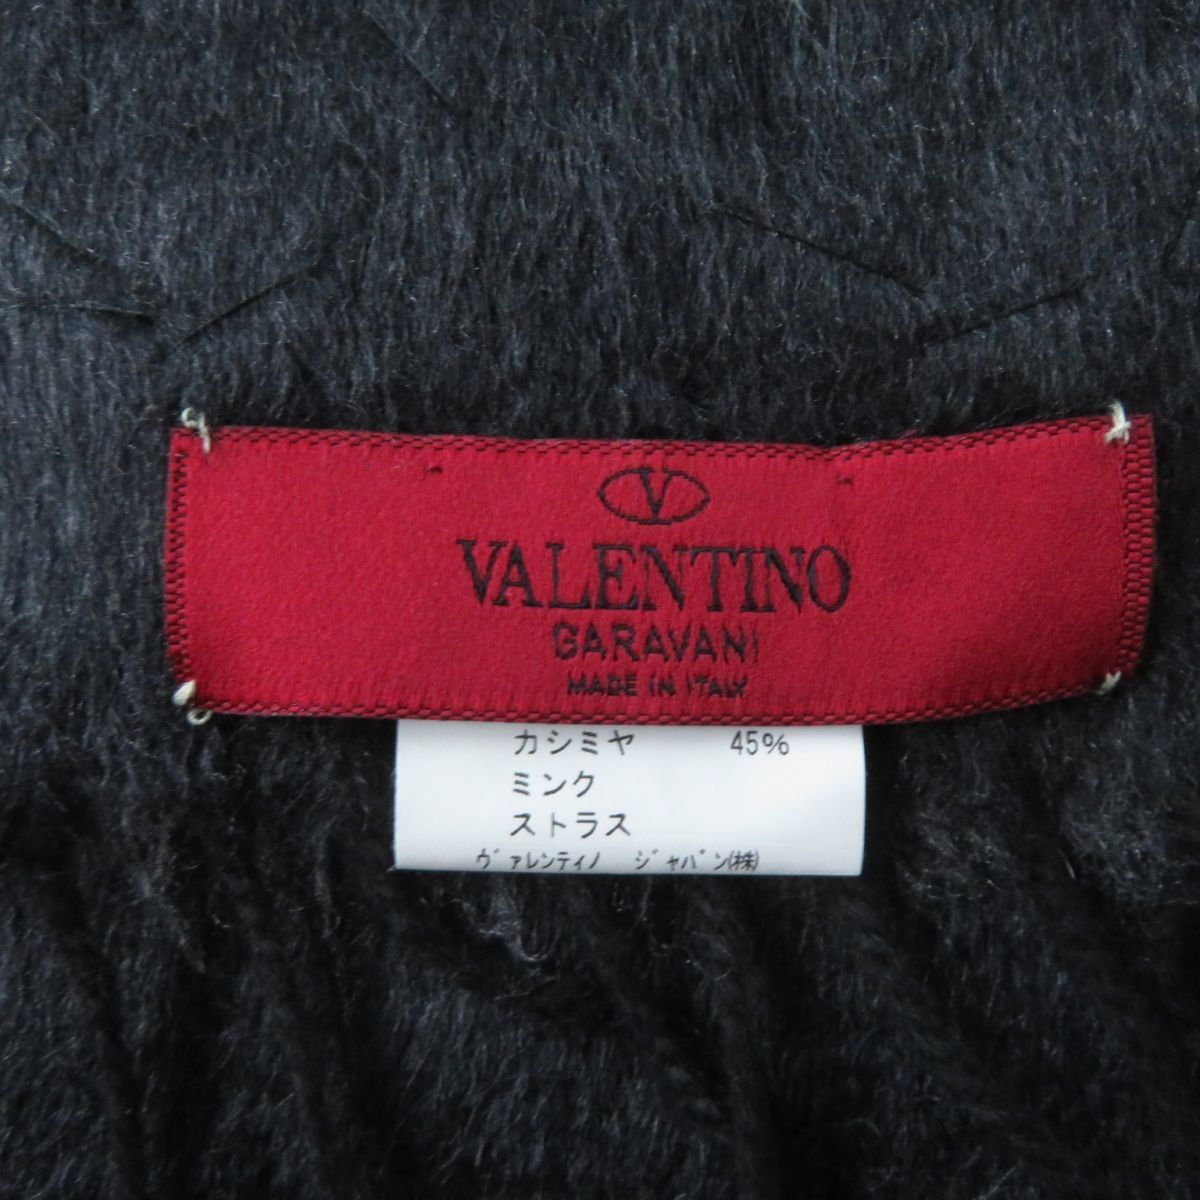 V
VALENTINO
GARAVANI
MADE IN ITALY
カシミヤ 45%
ミンク
ストラス
ヴァレンティノ ジャパン(株)